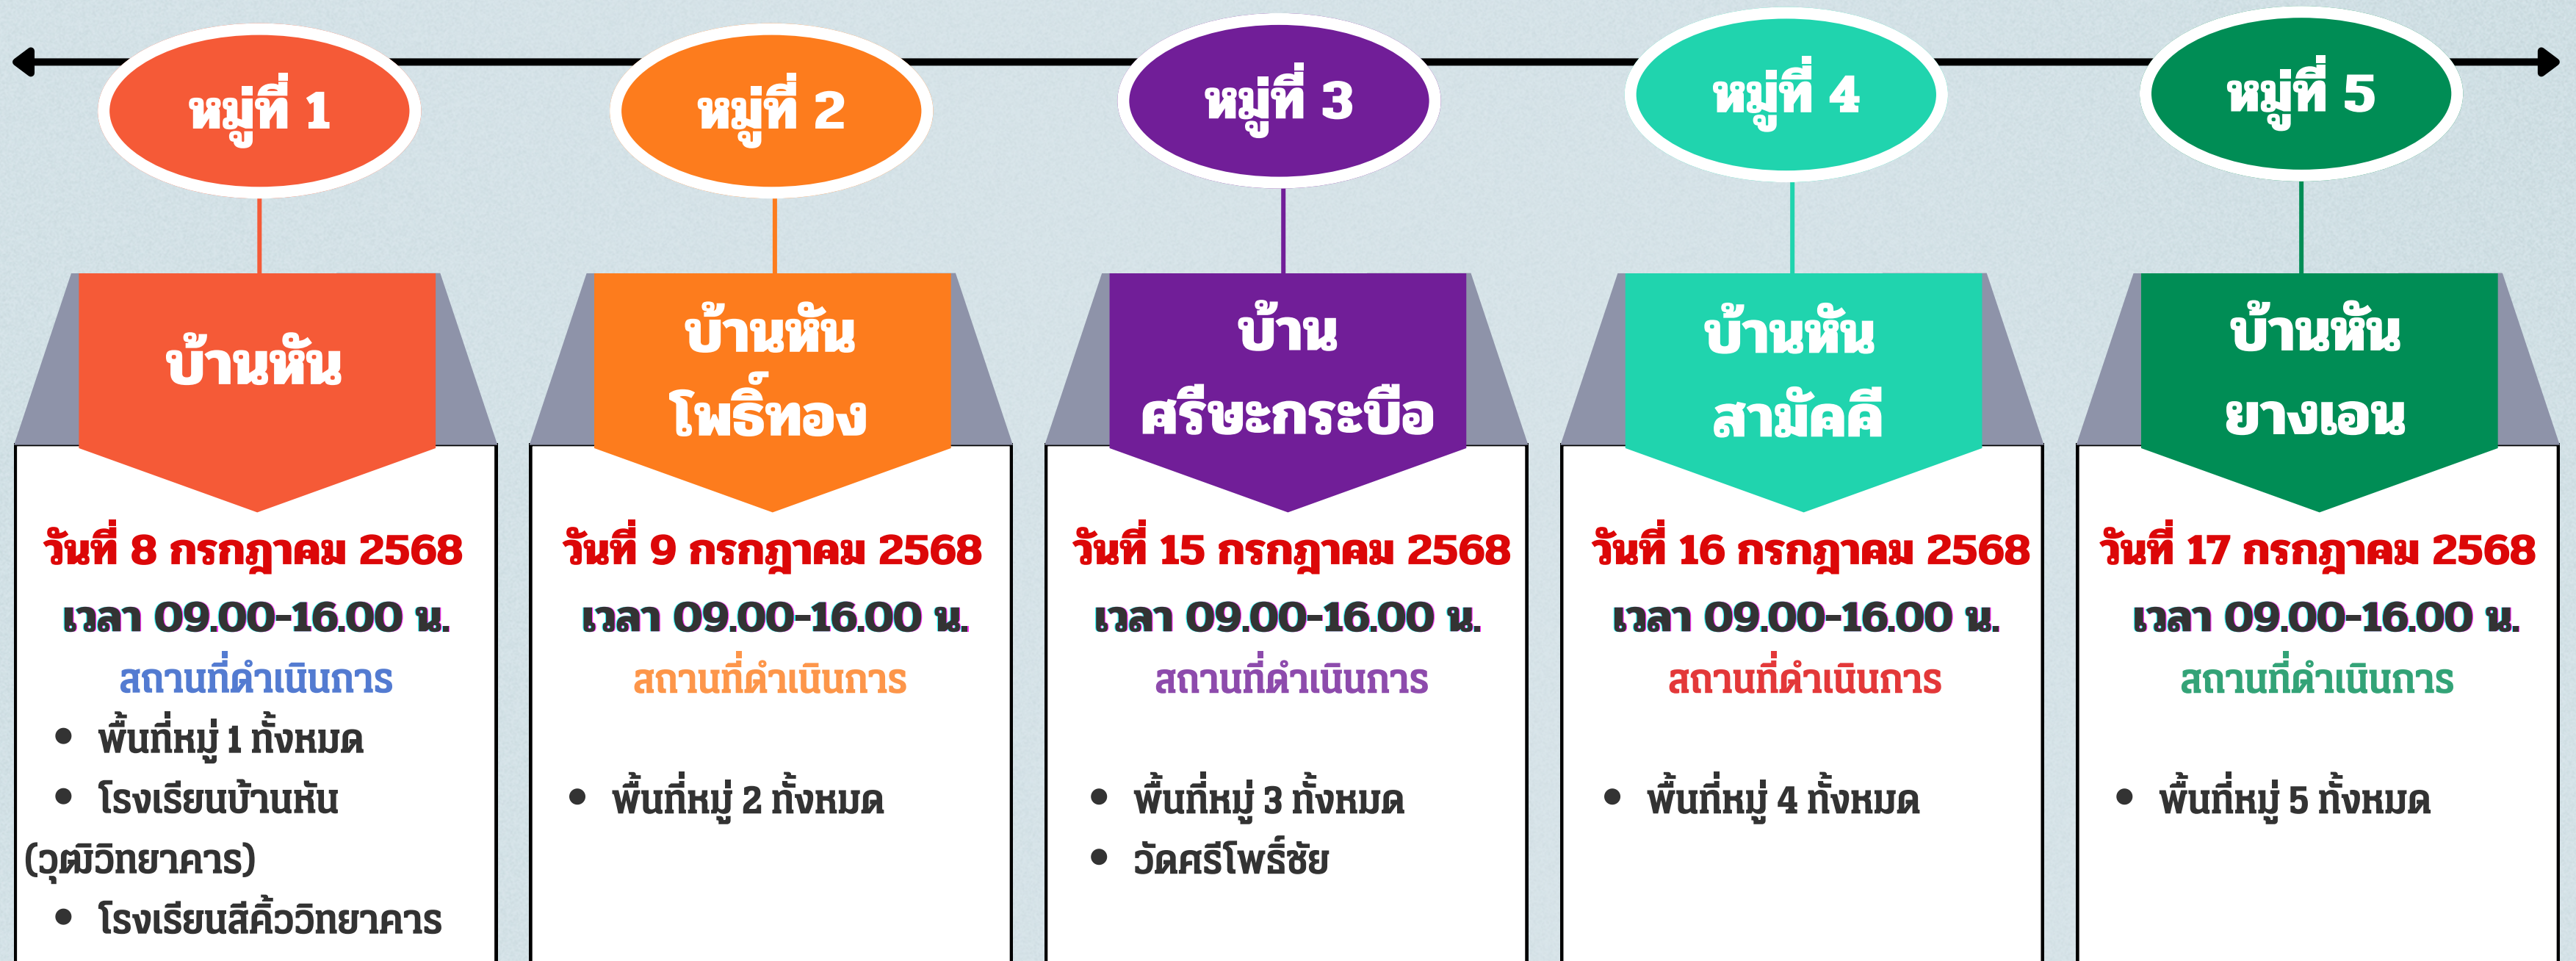 หมู่ที่ 1
บ้านหัน
วันที่ 8 กรกฎาคม 2568
เวลา 09.00-16.00 น.
สถานที่ดำเนินการ
• พื้นที่หมู่ 1 ทั้งหมด
• โรงเรียนบ้านหัน
(วุฒิวิทยาคาร)
• โรงเรียนสีคิ้ววิทยาคาร
หมู่ที่ 2
บ้านหัน
โพธิ์ทอง
วันที่ 9 กรกฎาคม 2568
เวลา 09.00-16.00 น.
สถานที่ดำเนินการ
• พื้นที่หมู่ 2 ทั้งหมด
หมู่ที่ 3
บ้าน
ศรีษะกระบือ
วันที่ 15 กรกฎาคม 2568
เวลา 09.00-16.00 น.
สถานที่ดำเนินการ
• พื้นที่หมู่ 3 ทั้งหมด
• วัดศรีโพธิ์ชัย
หมู่ที่ 4
บ้านหัน
สามัคคี
วันที่ 16 กรกฎาคม 2568
เวลา 09.00-16.00 น.
สถานที่ดำเนินการ
• พื้นที่หมู่ 4 ทั้งหมด
หมู่ที่ 5
บ้านหัน
ยางเอน
วันที่ 17 กรกฎาคม 2568
เวลา 09.00-16.00 น.
สถานที่ดำเนินการ
• พื้นที่หมู่ 5 ทั้งหมด